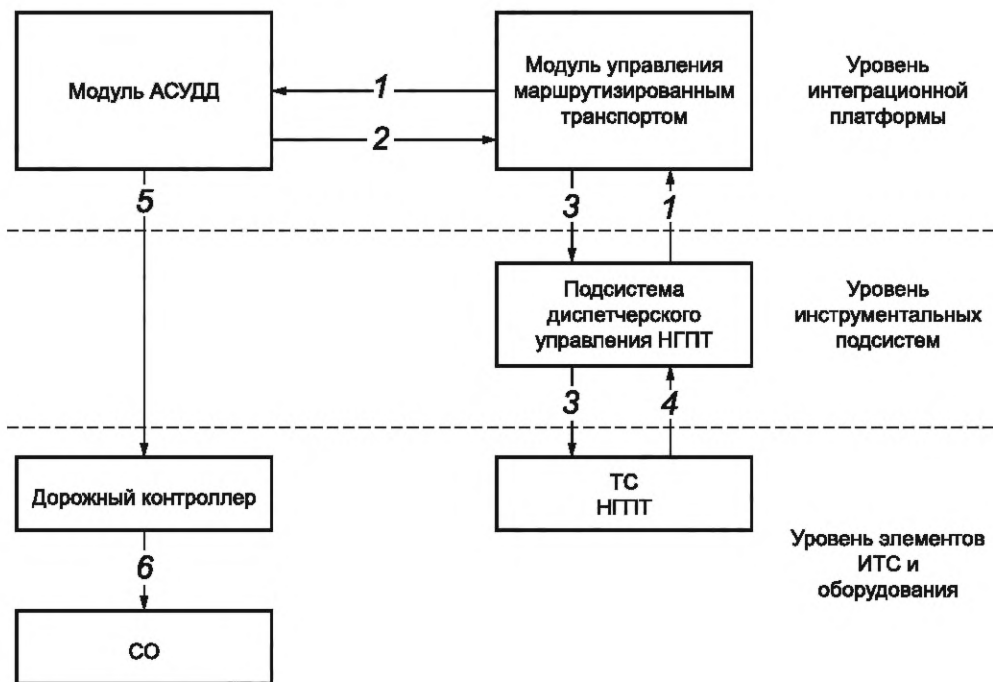 Модуль АСУДД
1
2
Модуль управления
маршрутизированным
транспортом
Уровень
интеграционной
платформы
5
3
1
Подсистема
диспетчерского
управления НГПТ
Уровень
инструментальных
подсистем
3
4
Дорожный контроллер
ТС
НГПТ
Уровень элементов
ИТС и
оборудования
6
СО